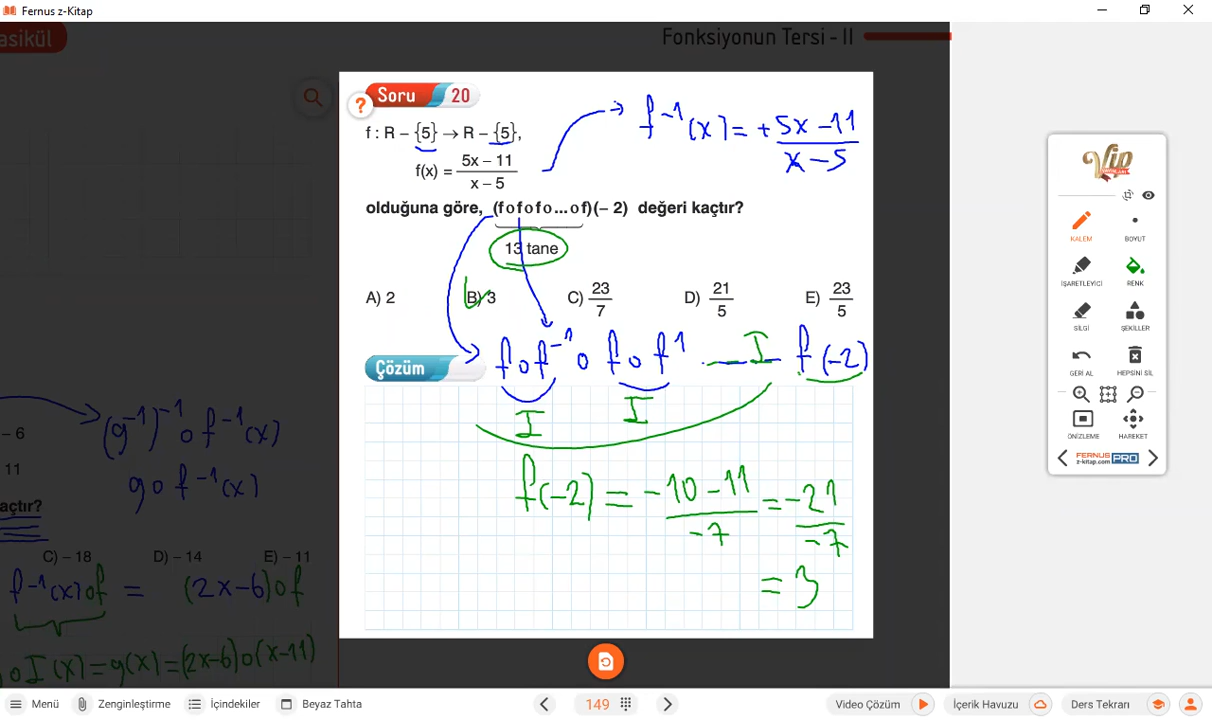 Fernus z-Kitap
asikül
Fonksiyonun Tersi - II
? Soru 20
f : R – {5} → R – {5},
f(x) = (5x – 11)/(x – 5)
f⁻¹(x) = +(5x – 11)/(x – 5)
olduğuna göre, (fofofo...of)(– 2) değeri kaçtır?
13 tane
A) 2 B) 3 C) 23/7 D) 21/5 E) 23/5
Çözüm
fof⁻¹ o fof¹ I f(-2)
I I
f(-2) = (-10-11)/-7 = -21/-7
= 3
(g⁻¹)⁻¹ o f⁻¹(x)
– 6
11
gof⁻¹(x)
açtır?
C) – 18 D) – 14 E) – 11
f⁻¹(x)of = (2x-6)of
oI(x) = g(x) = (2x-6)o(x-11)
Vip
KALEM BOYUT
İŞARETLEYİCİ RENK
SİLGİ ŞEKİLLER
GERİ AL HEPSİNİ SİL
ÖNİZLEME HAREKET
FERNUS z-kitap.com PRO
Menü Zenginleştirme İçindekiler Beyaz Tahta 149 Video Çözüm İçerik Havuzu Ders Tekrarı